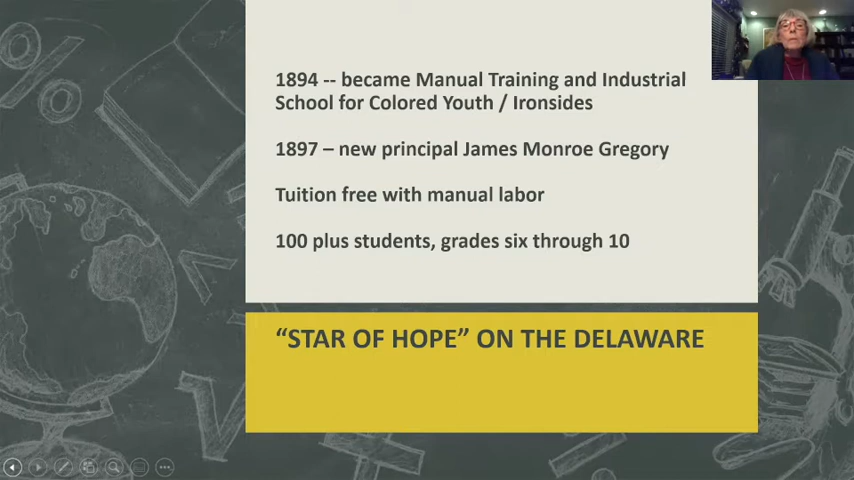 1894 -- became Manual Training and Industrial
School for Colored Youth / Ironsides
1897 – new principal James Monroe Gregory
Tuition free with manual labor
100 plus students, grades six through 10
“STAR OF HOPE” ON THE DELAWARE